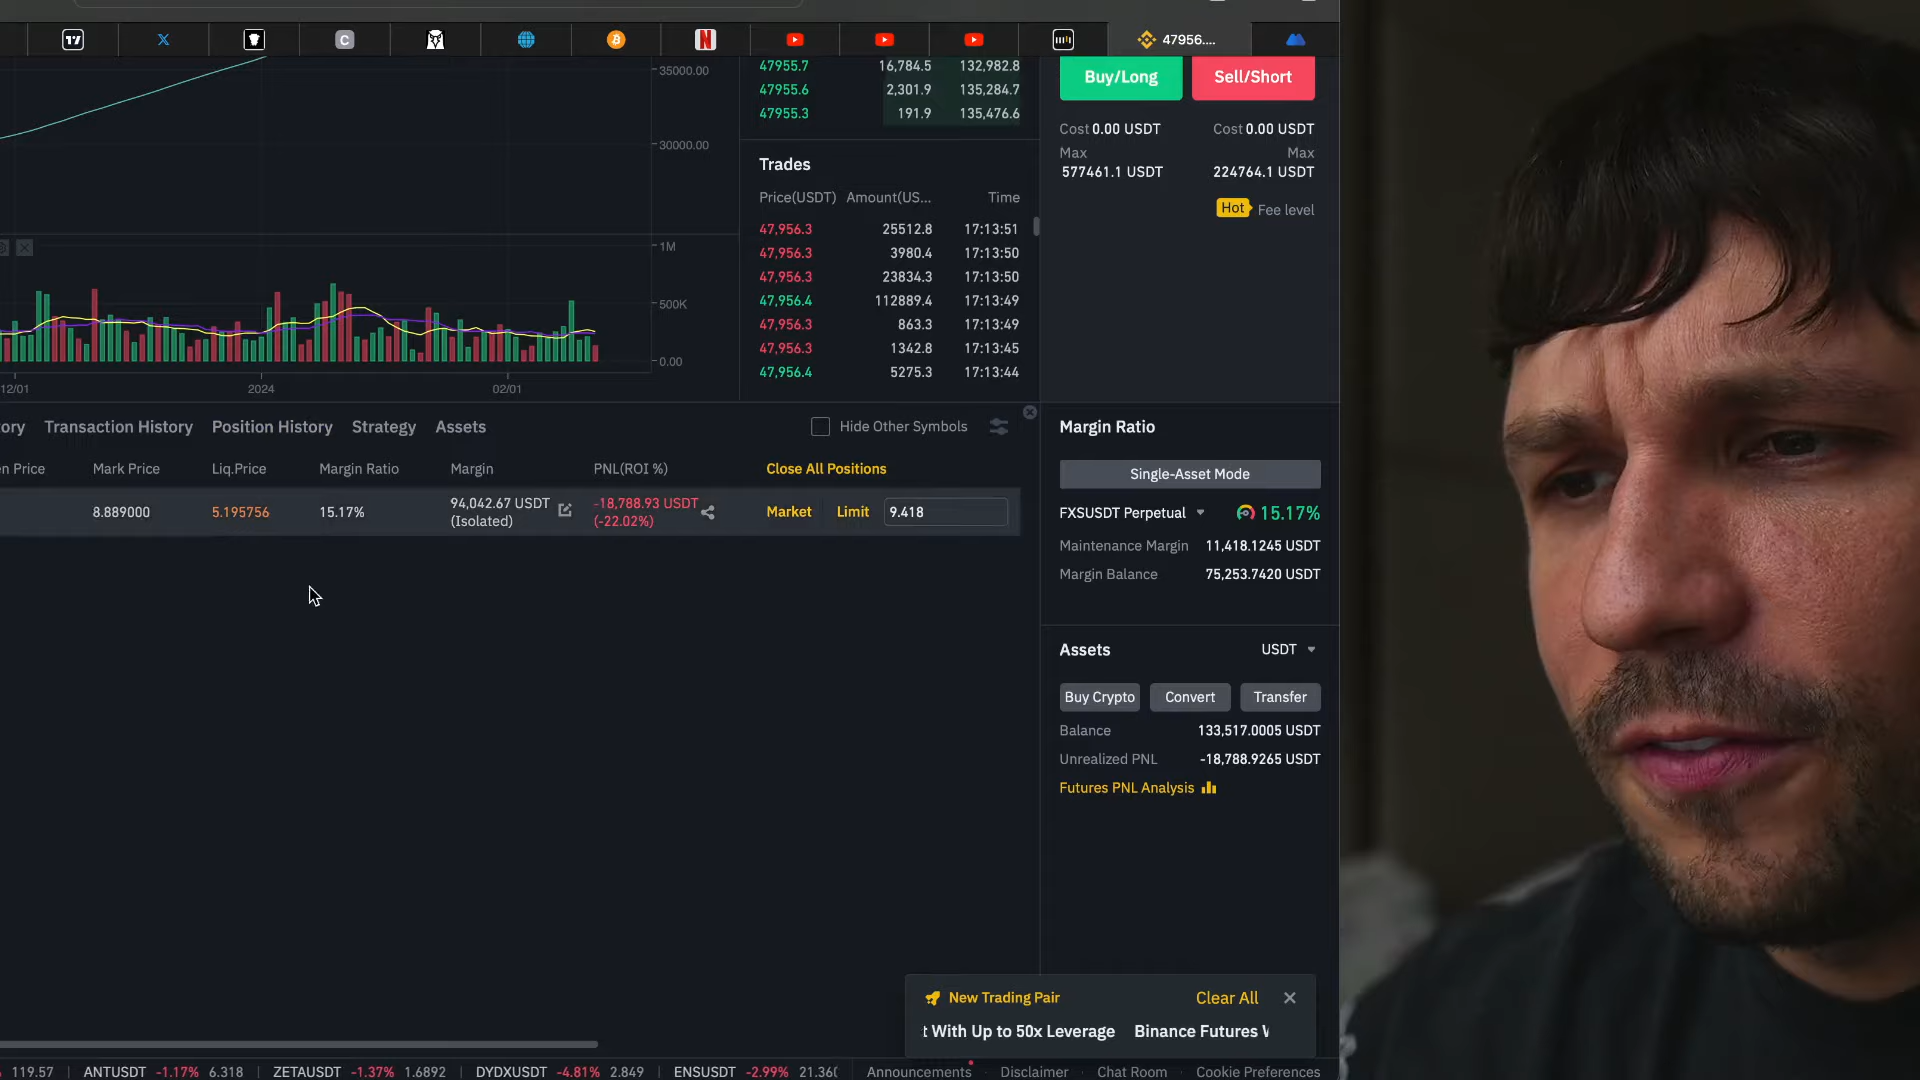 47956....
35000.00
30000.00
1M
500K
0.00
12/01
2024
02/01
47955.7 16,784.5 132,982.8
47955.6 2,301.9 135,284.7
47955.3 191.9 135,476.6
Trades
Price(USDT) Amount(US... Time
47,956.3 25512.8 17:13:51
47,956.3 3980.4 17:13:50
47,956.3 23834.3 17:13:50
47,956.4 112889.4 17:13:49
47,956.3 863.3 17:13:49
47,956.3 1342.8 17:13:45
47,956.4 5275.3 17:13:44
Buy/Long Sell/Short
Cost 0.00 USDT Cost 0.00 USDT
Max Max
577461.1 USDT 224764.1 USDT
Hot Fee level
ory Transaction History Position History Strategy Assets Hide Other Symbols
en Price Mark Price Liq.Price Margin Ratio Margin PNL(ROI %) Close All Positions
8.889000 5.195756 15.17% 94,042.67 USDT (Isolated) -18,788.93 USDT (-22.02%) Market Limit 9.418
Margin Ratio
Single-Asset Mode
FXSUSDT Perpetual 15.17%
Maintenance Margin 11,418.1245 USDT
Margin Balance 75,253.7420 USDT
Assets USDT
Buy Crypto Convert Transfer
Balance 133,517.0005 USDT
Unrealized PNL -18,788.9265 USDT
Futures PNL Analysis
New Trading Pair Clear All
t With Up to 50x Leverage Binance Futures
119.57 ANTUSDT -1.17% 6.318 ZETAUSDT -1.37% 1.6892 DYDXUSDT -4.81% 2.849 ENSUSDT -2.99% 21.36 Announcements Disclaimer Chat Room Cookie Preferences